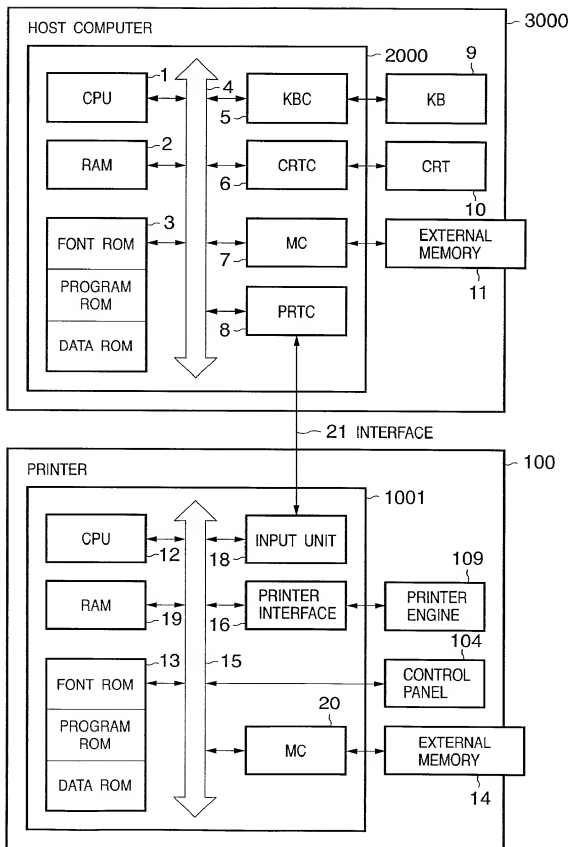 HOST COMPUTER
3000
2000
1
CPU
4
KBC
5
9
KB
2
RAM
CRTC
6
CRT
10
3
FONT ROM
PROGRAM
ROM
DATA ROM
MC
7
EXTERNAL
MEMORY
11
PRTC
8
21 INTERFACE
PRINTER
100
1001
CPU
12
INPUT UNIT
18
RAM
19
PRINTER
INTERFACE
16
109
PRINTER
ENGINE
13
15
FONT ROM
PROGRAM
ROM
DATA ROM
104
CONTROL
PANEL
20
MC
EXTERNAL
MEMORY
14